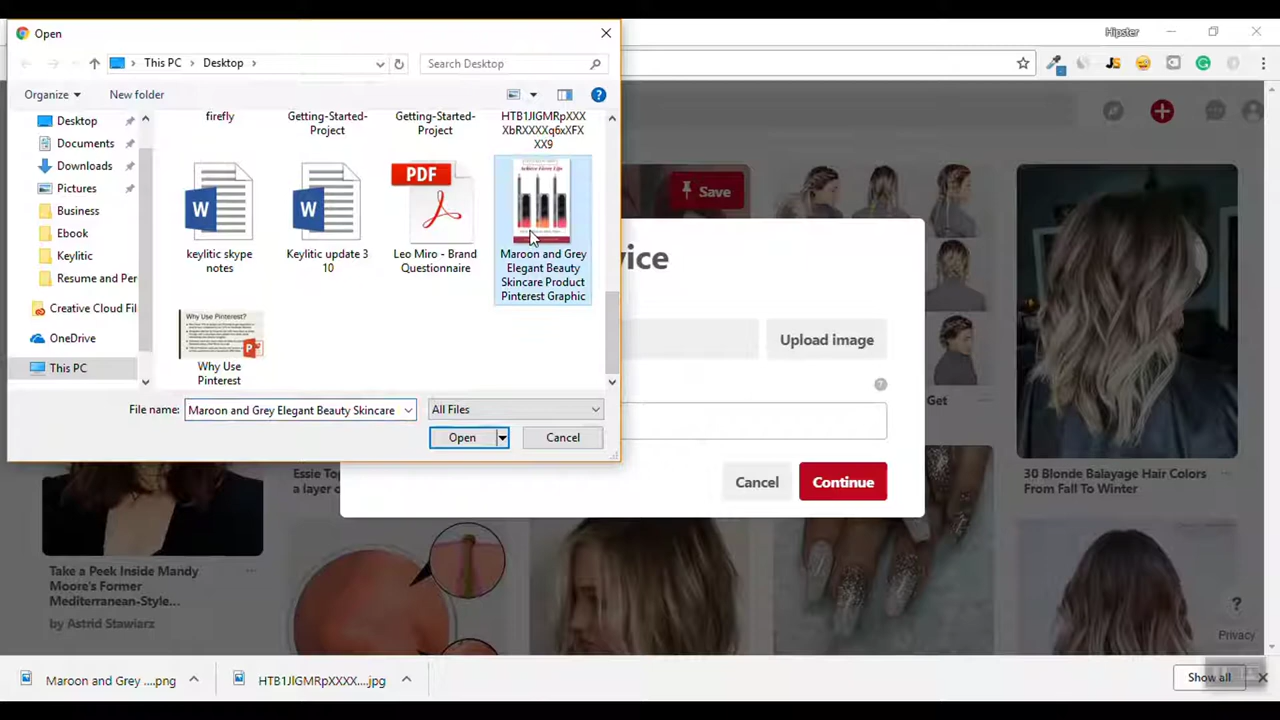 Open
Hipster
This PC
Desktop
Search Desktop
Organize
New folder
Desktop
Documents
Downloads
Pictures
Business
Ebook
Keylitic
Resume and Per
Creative Cloud Fil
OneDrive
This PC
firefly
Getting-Started-
Project
Getting-Started-
Project
HTB1JlGMRpXXX
XbRXXXXq6xXFX
XX9
W
keylitic skype
notes
W
Keylitic update 3
10
PDF
Leo Miro - Brand
Questionnaire
Maroon and Grey
Elegant Beauty
Skincare Product
Pinterest Graphic
Why Use Pinterest?
P
Why Use
Pinterest
File name:
Maroon and Grey Elegant Beauty Skincare
All Files
Open
Cancel
JS
Save
vice
Upload image
?
Cancel
Continue
Get
Essie To
a layer o
30 Blonde Balayage Hair Colors
From Fall To Winter
Take a Peek Inside Mandy
Moore's Former
Mediterranean-Style...
by Astrid Stawiarz
?
Privacy
Maroon and Grey ....png
HTB1JlGMRpXXXX....jpg
Show all